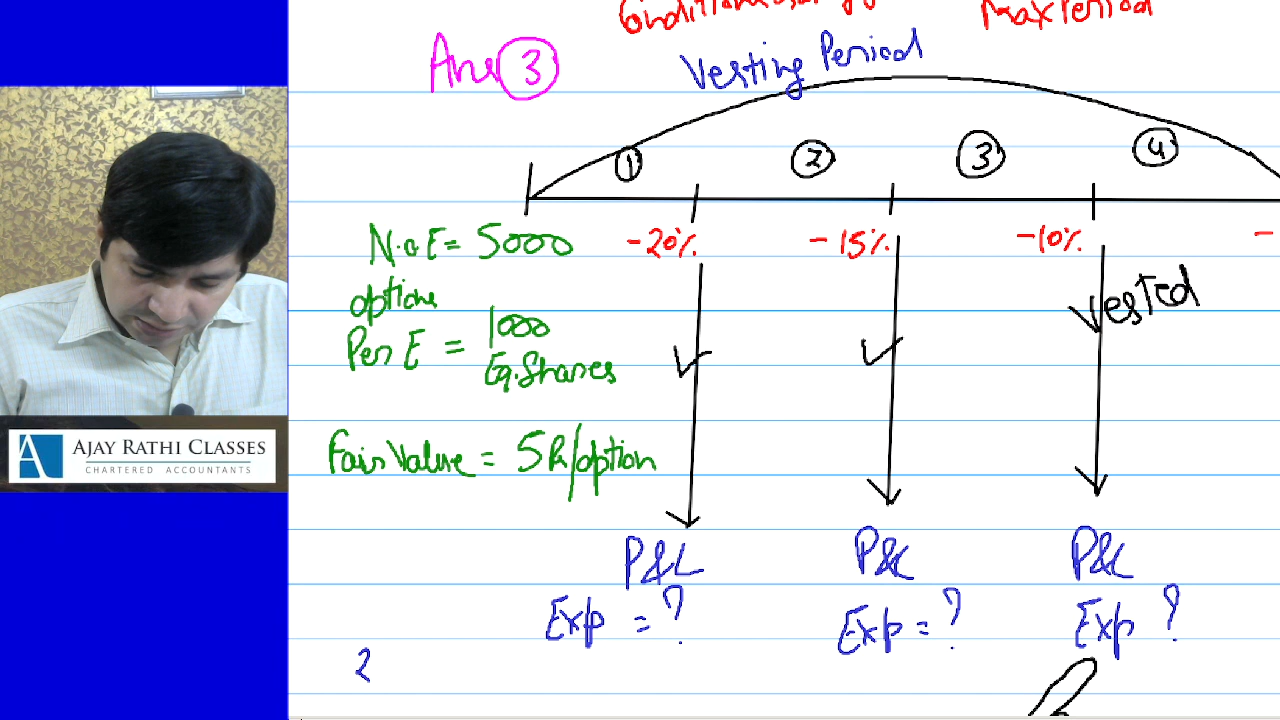 Max Period
Ans 3
Vesting Period
1 2 3 4
N.o E = 5000
-20%. -15%. -10%. -
options
Per E = 1000
Eq. Shares
Vested
Fair Value = 5 Rs/option
P&L P&L P&L
Exp = ? Exp = ? Exp ?
2
AJAY RATHI CLASSES
CHARTERED ACCOUNTANTS